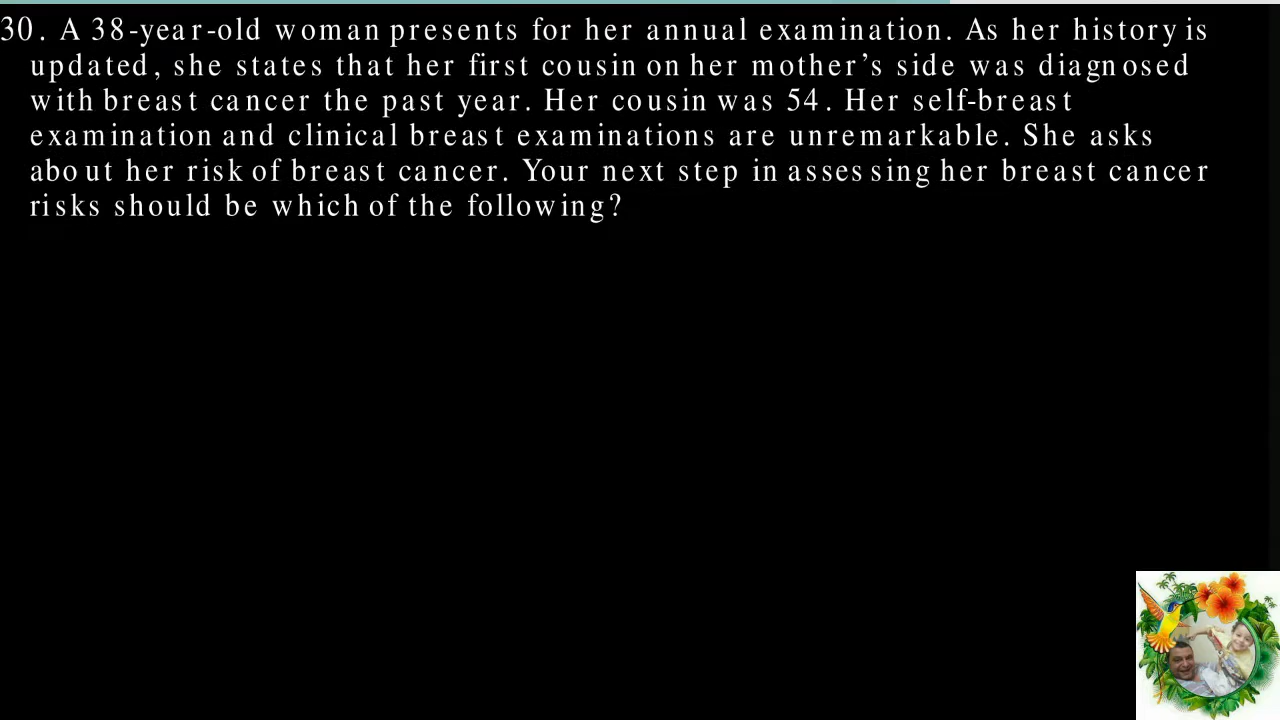 30. A 38-year-old woman presents for her annual examination. As her history is
updated, she states that her first cousin on her mother’s side was diagnosed
with breast cancer the past year. Her cousin was 54. Her self-breast
examination and clinical breast examinations are unremarkable. She asks
about her risk of breast cancer. Your next step in assessing her breast cancer
risks should be which of the following?